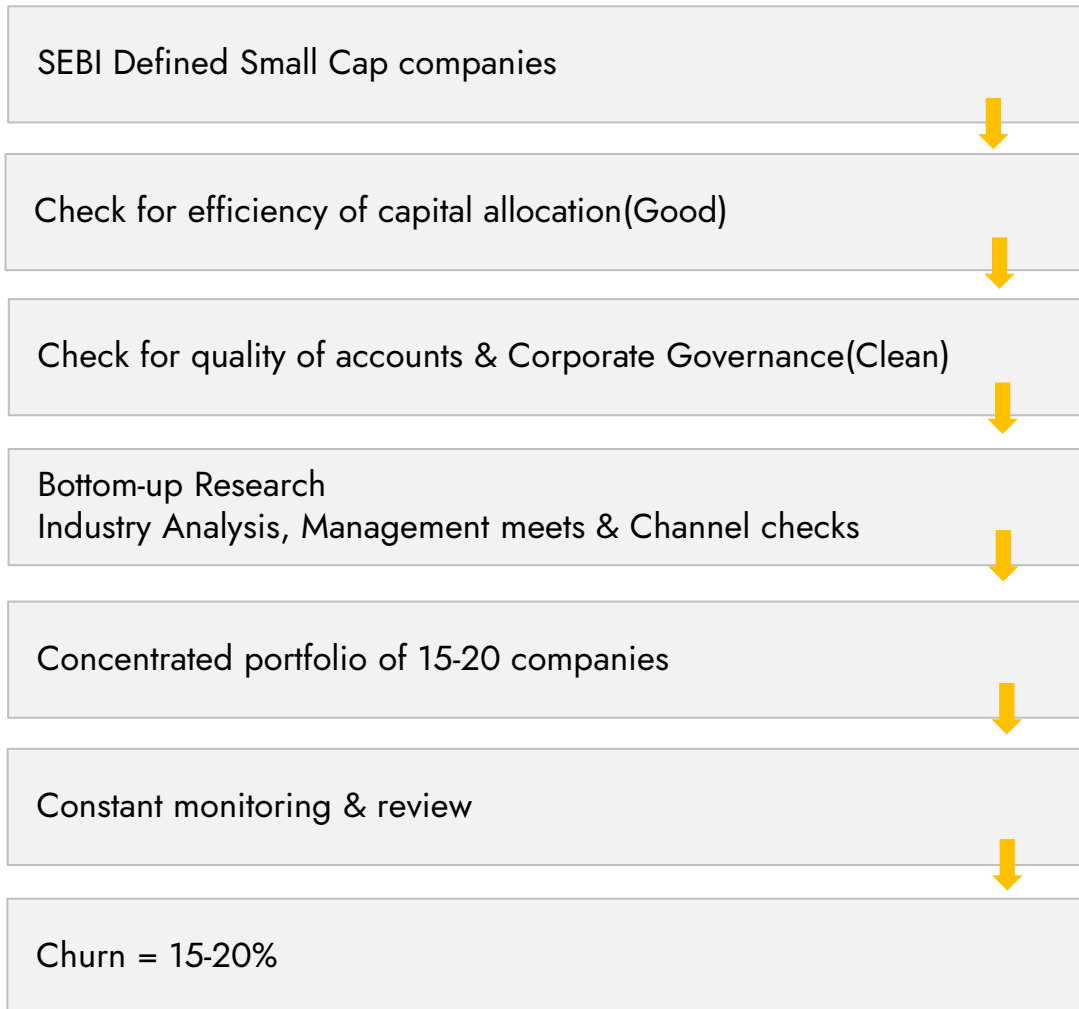 SEBI Defined Small Cap companies
Check for efficiency of capital allocation(Good)
Check for quality of accounts & Corporate Governance(Clean)
Bottom-up Research
Industry Analysis, Management meets & Channel checks
Concentrated portfolio of 15-20 companies
Constant monitoring & review
Churn = 15-20%